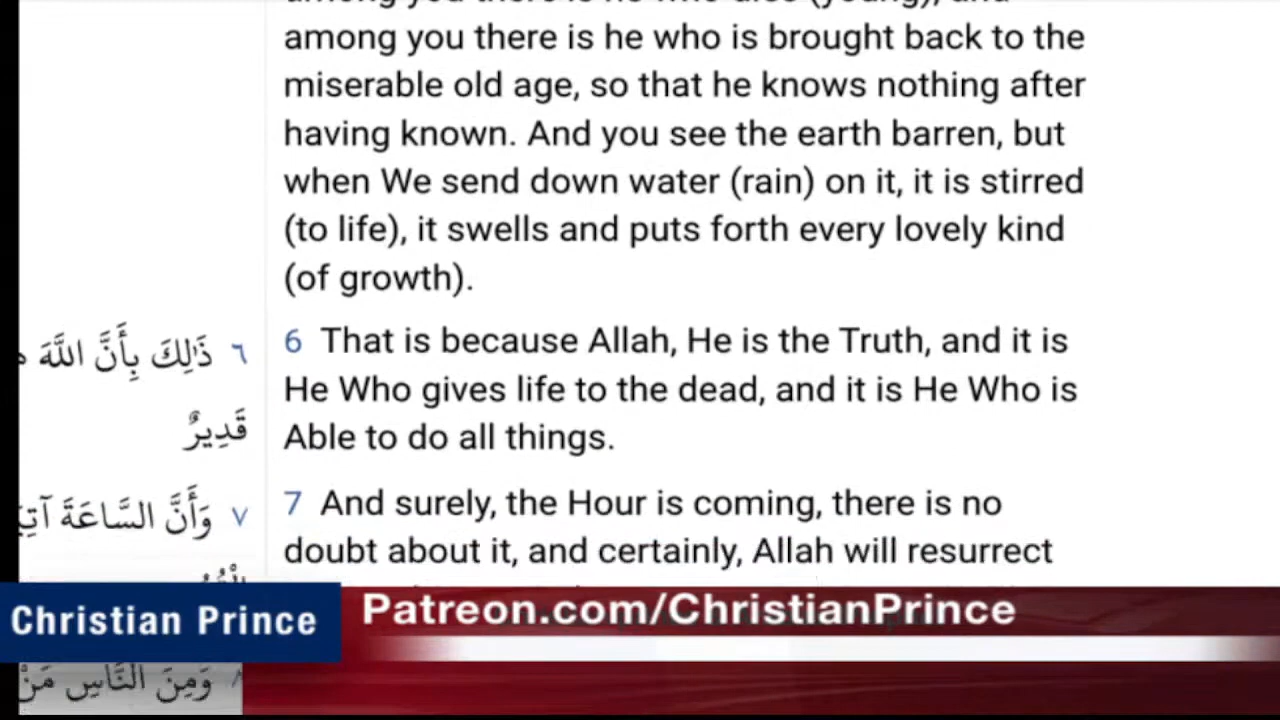 among you there is he who is brought back to the
miserable old age, so that he knows nothing after
having known. And you see the earth barren, but
when We send down water (rain) on it, it is stirred
(to life), it swells and puts forth every lovely kind
(of growth).
٦ ذَٰلِكَ بِأَنَّ اللَّهَ
قَدِيرٌ
6 That is because Allah, He is the Truth, and it is
He Who gives life to the dead, and it is He Who is
Able to do all things.
٧ وَأَنَّ السَّاعَةَ
7 And surely, the Hour is coming, there is no
doubt about it, and certainly, Allah will resurrect
Christian Prince
Patreon.com/ChristianPrince
وَمِنَ النَّاسِ مَنْ